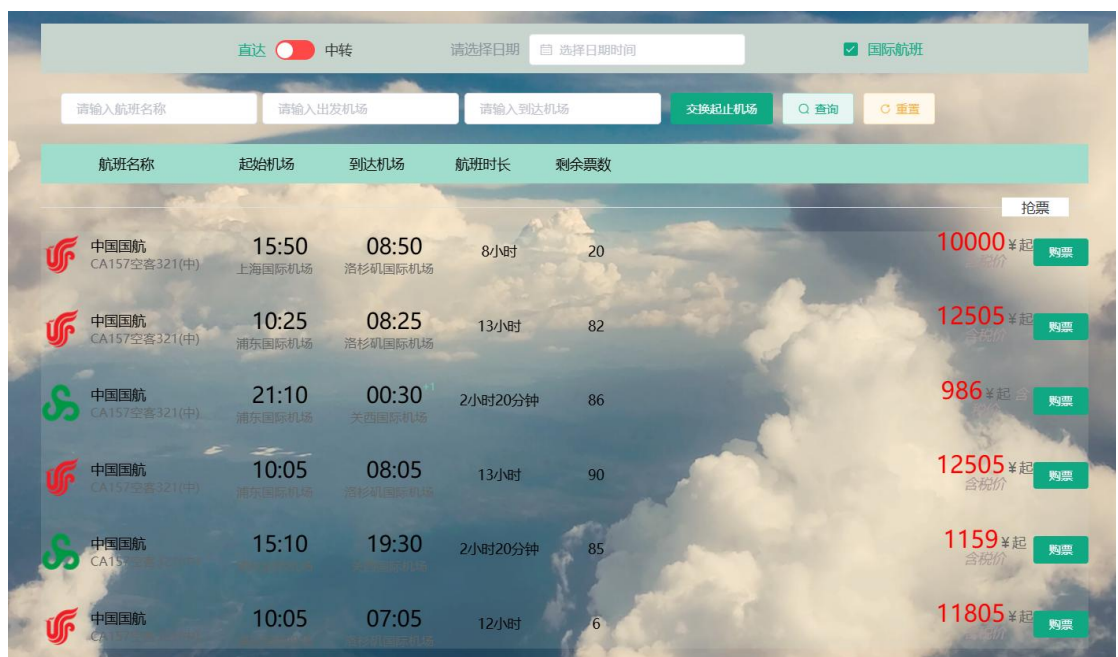 直达 中转 请选择日期 选择日期时间 国际航班
请输入航班名称 请输入出发机场 请输入到达机场 交换起止机场 查询 重置
航班名称 起始机场 到达机场 航班时长 剩余票数
抢票
中国国航 15:50 08:50 8小时 20 10000¥起
CA157空客321(中) 上海国际机场 洛杉矶国际机场 含税价 购票
中国国航 10:25 08:25 13小时 82 12505¥起
CA157空客321(中) 浦东国际机场 洛杉矶国际机场 含税价 购票
中国国航 21:10 00:30 +1 2小时20分钟 86 986¥起 含
CA157空客321(中) 浦东国际机场 关西国际机场 购票
中国国航 10:05 08:05 13小时 90 12505¥起
CA157空客321(中) 浦东国际机场 洛杉矶国际机场 含税价 购票
中国国航 15:10 19:30 2小时20分钟 85 1159¥起
CA15 含税价 购票
中国国航 10:05 07:05 12小时 6 11805¥起
洛杉矶国际机场 含税价 购票